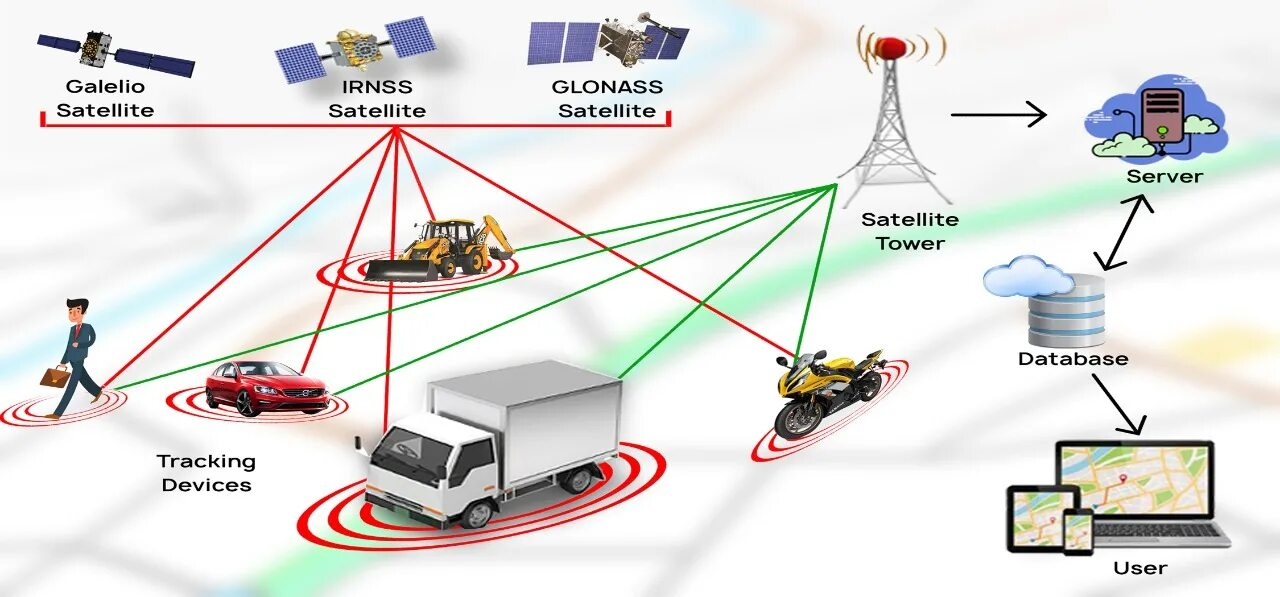 Galelio
Satellite
IRNSS
Satellite
GLONASS
Satellite
Satellite
Tower
Server
Database
Tracking
Devices
User